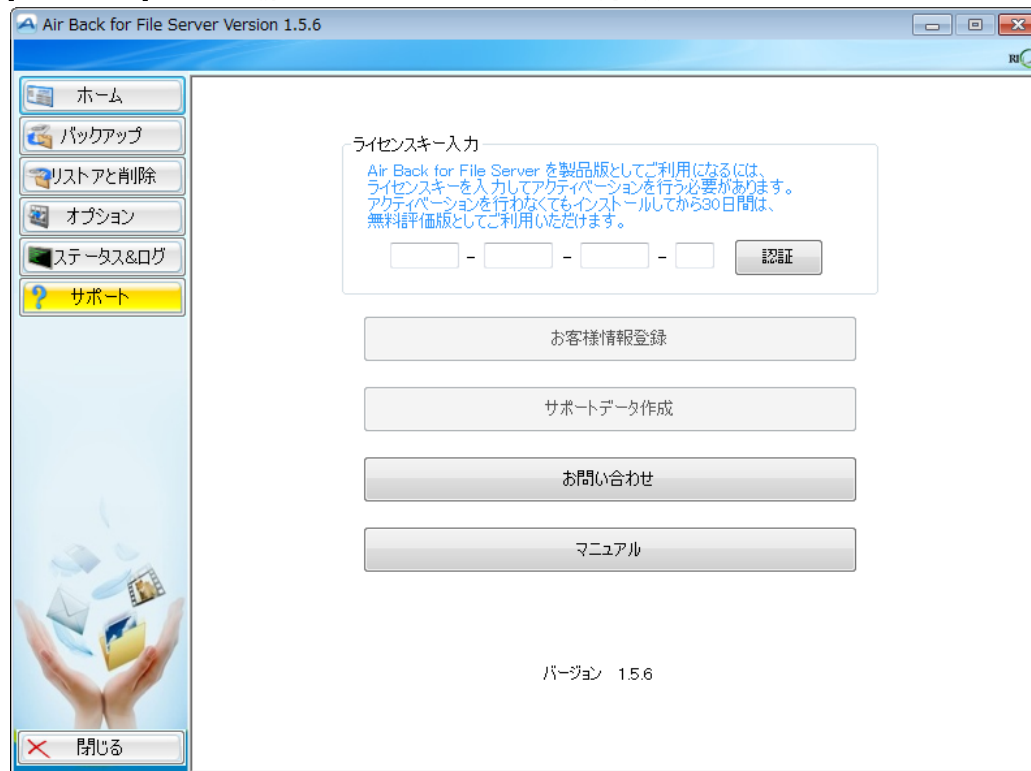 Air Back for File Server Version 1.5.6
RI
ホーム
バックアップ
リストアと削除
オプション
ステータス&ログ
サポート
閉じる
ライセンスキー入力
Air Back for File Server を製品版としてご利用になるには、
ライセンスキーを入力してアクティベーションを行う必要があります。
アクティベーションを行わなくてもインストールしてから30日間は、
無料評価版としてご利用いただけます。
- - - 認証
お客様情報登録
サポートデータ作成
お問い合わせ
マニュアル
バージョン 1.5.6